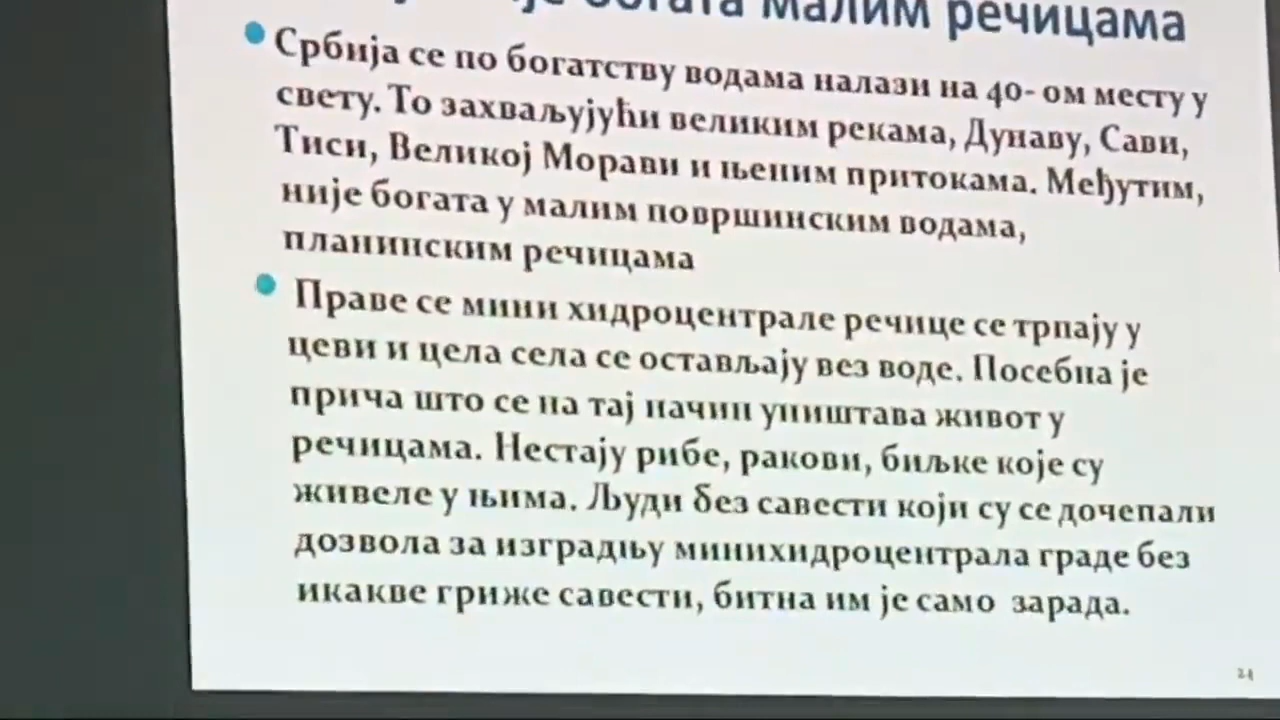 богата малим речицама
Србија се по богатству водама налази на 40- ом месту у
свету. То захваљујући великим рекама, Дунаву, Сави,
Тиси, Великој Морави и њеним притокама. Међутим,
није богата у малим површинским водама,
планинским речицама
Праве се мини хидроцентрале речице се трпају у
цеви и цела села се остављају вез воде. Посебна је
прича што се на тај начин уништава живот у
речицама. Нестају рибе, ракови, биљке које су
живеле у њима. Људи без савести који су се дочепали
дозвола за изградњу минихидроцентрала граде без
икакве гриже савести, битна им је само зарада.